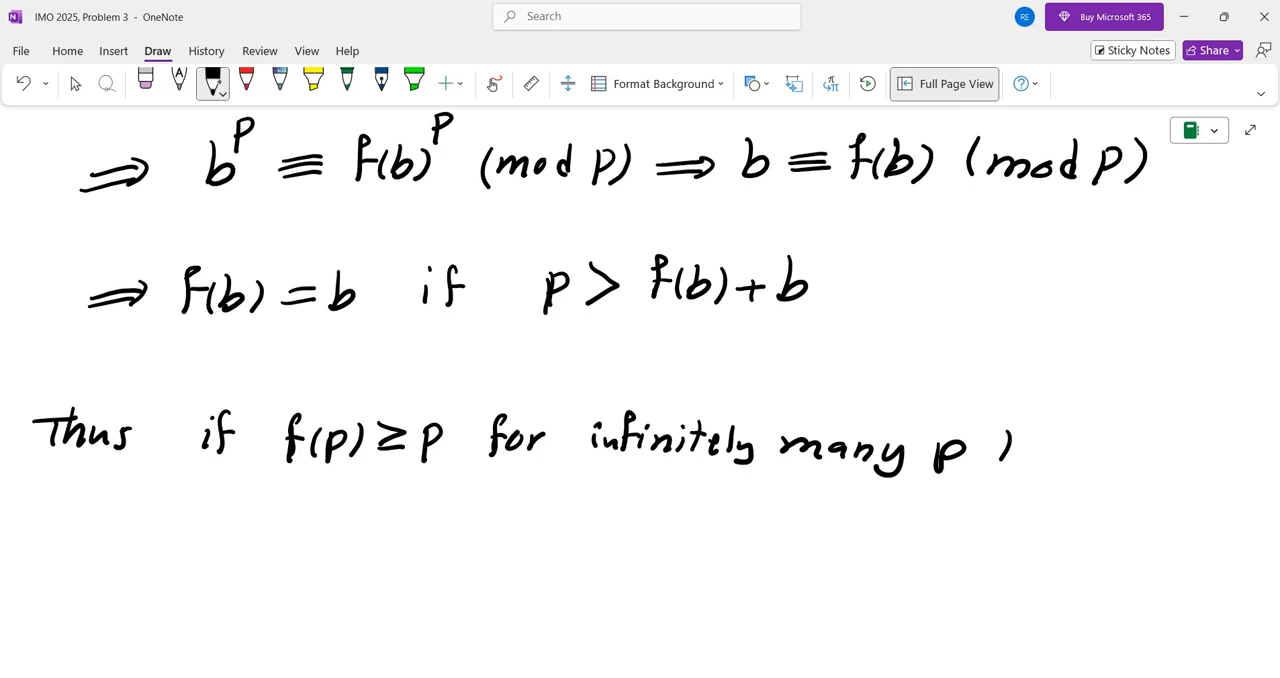 IMO 2025, Problem 3 - OneNote
Search
RE
Buy Microsoft 365
File Home Insert Draw History Review View Help
Sticky Notes
Share
Format Background
Full Page View
⟹ b^p ≡ f(b)^p (mod p) ⟹ b ≡ f(b) (mod p)
⟹ f(b) = b if p > f(b) + b
Thus if f(p) ≥ p for infinitely many p ,